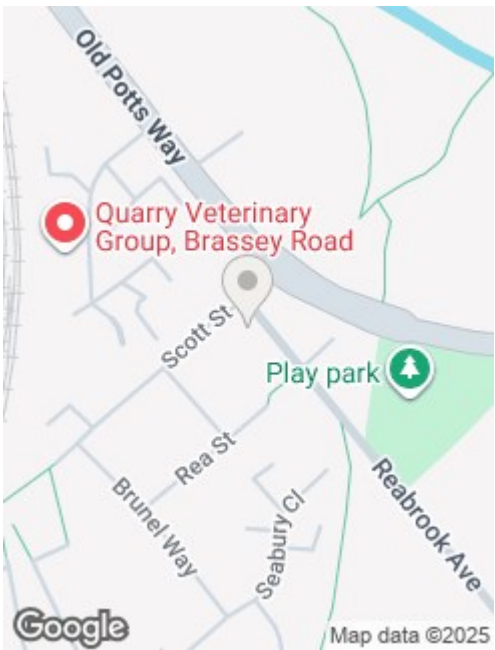 Old Potts Way
Quarry Veterinary
Group, Brassey Road
Scott St
Play park
Rea St
Reabrook Ave
Brunel Way
Seabury Cl
Google
Map data ©2025